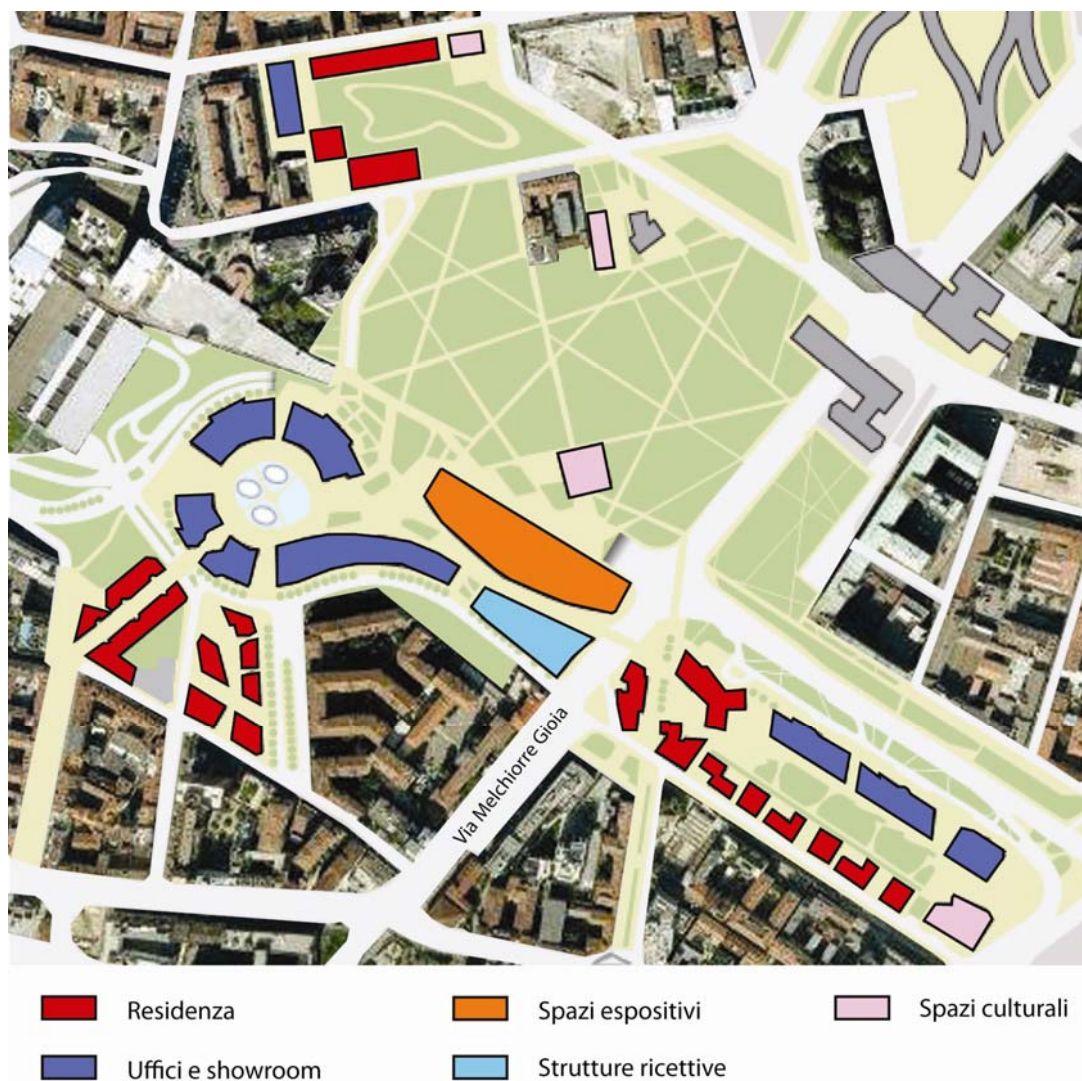 Via Melchiorre Gioia
Residenza
Spazi espositivi
Spazi culturali
Uffici e showroom
Strutture ricettive